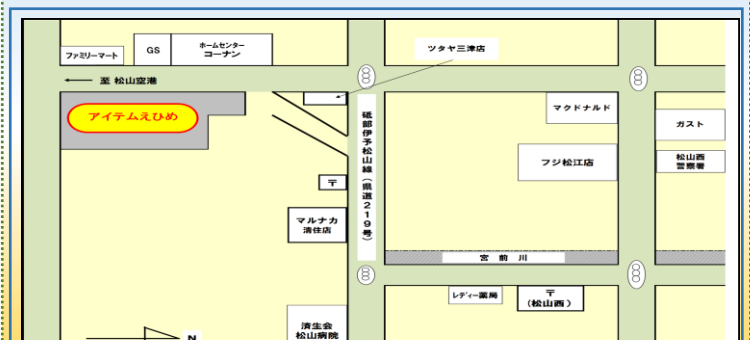 ファミリーマート
GS
ホームセンター
コーナン
ツタヤ三津店
← 至 松山空港
アイテムえひめ
マクドナルド
ガスト
砥部伊予松山線（県道219号）
フジ松江店
松山西
警察署
〒
マルナカ
清住店
宮前川
レディー薬局
〒
（松山西）
済生会
松山病院
N